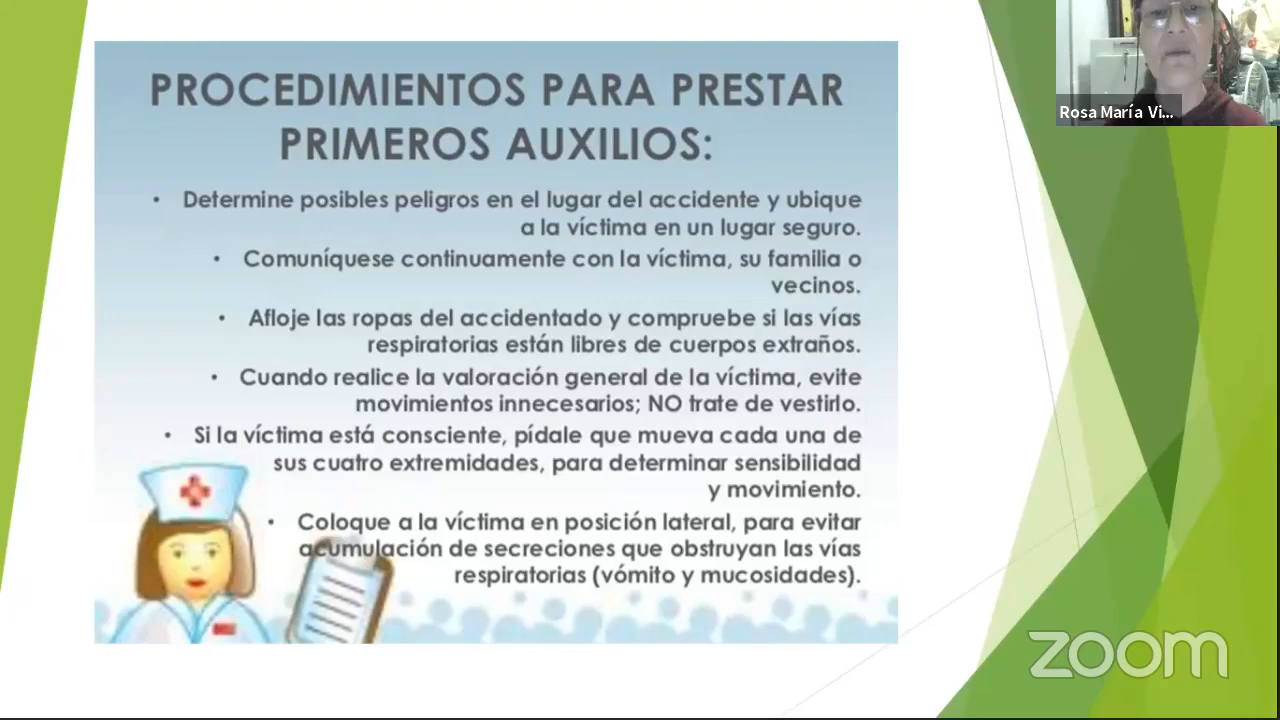 PROCEDIMIENTOS PARA PRESTAR
PRIMEROS AUXILIOS:
• Determine posibles peligros en el lugar del accidente y ubique
a la víctima en un lugar seguro.
• Comuníquese continuamente con la víctima, su familia o
vecinos.
• Afloje las ropas del accidentado y compruebe si las vías
respiratorias están libres de cuerpos extraños.
• Cuando realice la valoración general de la víctima, evite
movimientos innecesarios; NO trate de vestirlo.
• Si la víctima está consciente, pídale que mueva cada una de
sus cuatro extremidades, para determinar sensibilidad
y movimiento.
• Coloque a la víctima en posición lateral, para evitar
acumulación de secreciones que obstruyan las vías
respiratorias (vómito y mucosidades).
Rosa María Vi...
zoom